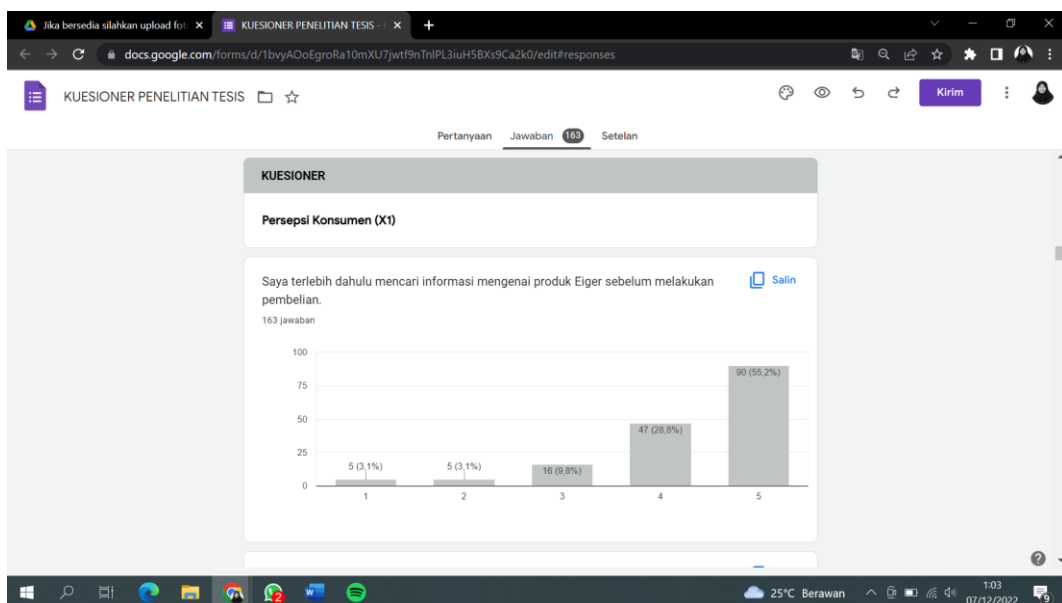 Jika bersedia silahkan upload fot
KUESIONER PENELITIAN TESIS - G
docs.google.com/forms/d/1bvyAOoEgroRa10mXU7jwtf9nTnlPL3iuH5BXs9Ca2k0/edit#responses
KUESIONER PENELITIAN TESIS
Kirim
Pertanyaan Jawaban 163 Setelan
KUESIONER
Persepsi Konsumen (X1)
Saya terlebih dahulu mencari informasi mengenai produk Eiger sebelum melakukan
pembelian.
Salin
163 jawaban
100
75
50
25
0
5 (3,1%)
5 (3,1%)
16 (9,8%)
47 (28,8%)
90 (55,2%)
1 2 3 4 5
25°C Berawan
1:03
07/12/2022
2
9